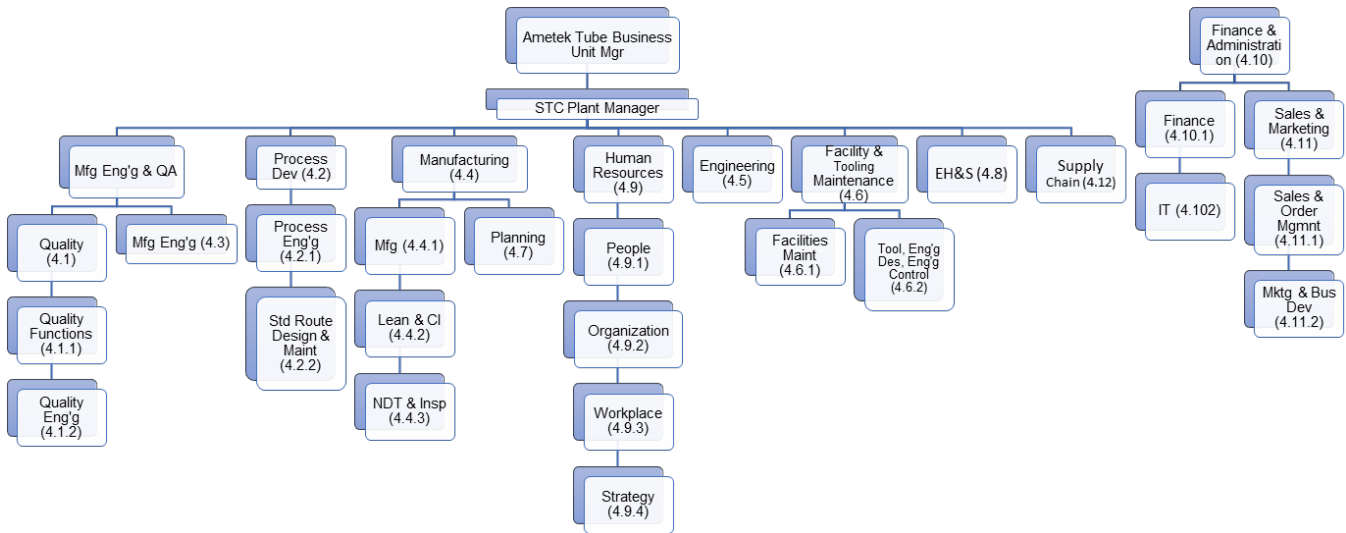 Ametek Tube Business
Unit Mgr
STC Plant Manager
Mfg Eng'g & QA
Quality
(4.1)
Quality
Functions
(4.1.1)
Quality
Eng'g
(4.1.2)
Mfg Eng'g (4.3)
Process
Dev (4.2)
Process
Eng'g
(4.2.1)
Std Route
Design &
Maint
(4.2.2)
Manufacturing
(4.4)
Mfg (4.4.1)
Lean & CI
(4.4.2)
NDT & Insp
(4.4.3)
Planning
(4.7)
Human
Resources
(4.9)
People
(4.9.1)
Organization
(4.9.2)
Workplace
(4.9.3)
Strategy
(4.9.4)
Engineering
(4.5)
Facility &
Tooling
Maintenance
(4.6)
Facilities
Maint
(4.6.1)
Tool, Eng'g
Des, Eng'g
Control
(4.6.2)
EH&S (4.8)
Supply
Chain (4.12)
Finance &
Administrati
on (4.10)
Finance
(4.10.1)
IT (4.102)
Sales &
Marketing
(4.11)
Sales &
Order
Mgmnt
(4.11.1)
Mktg & Bus
Dev
(4.11.2)